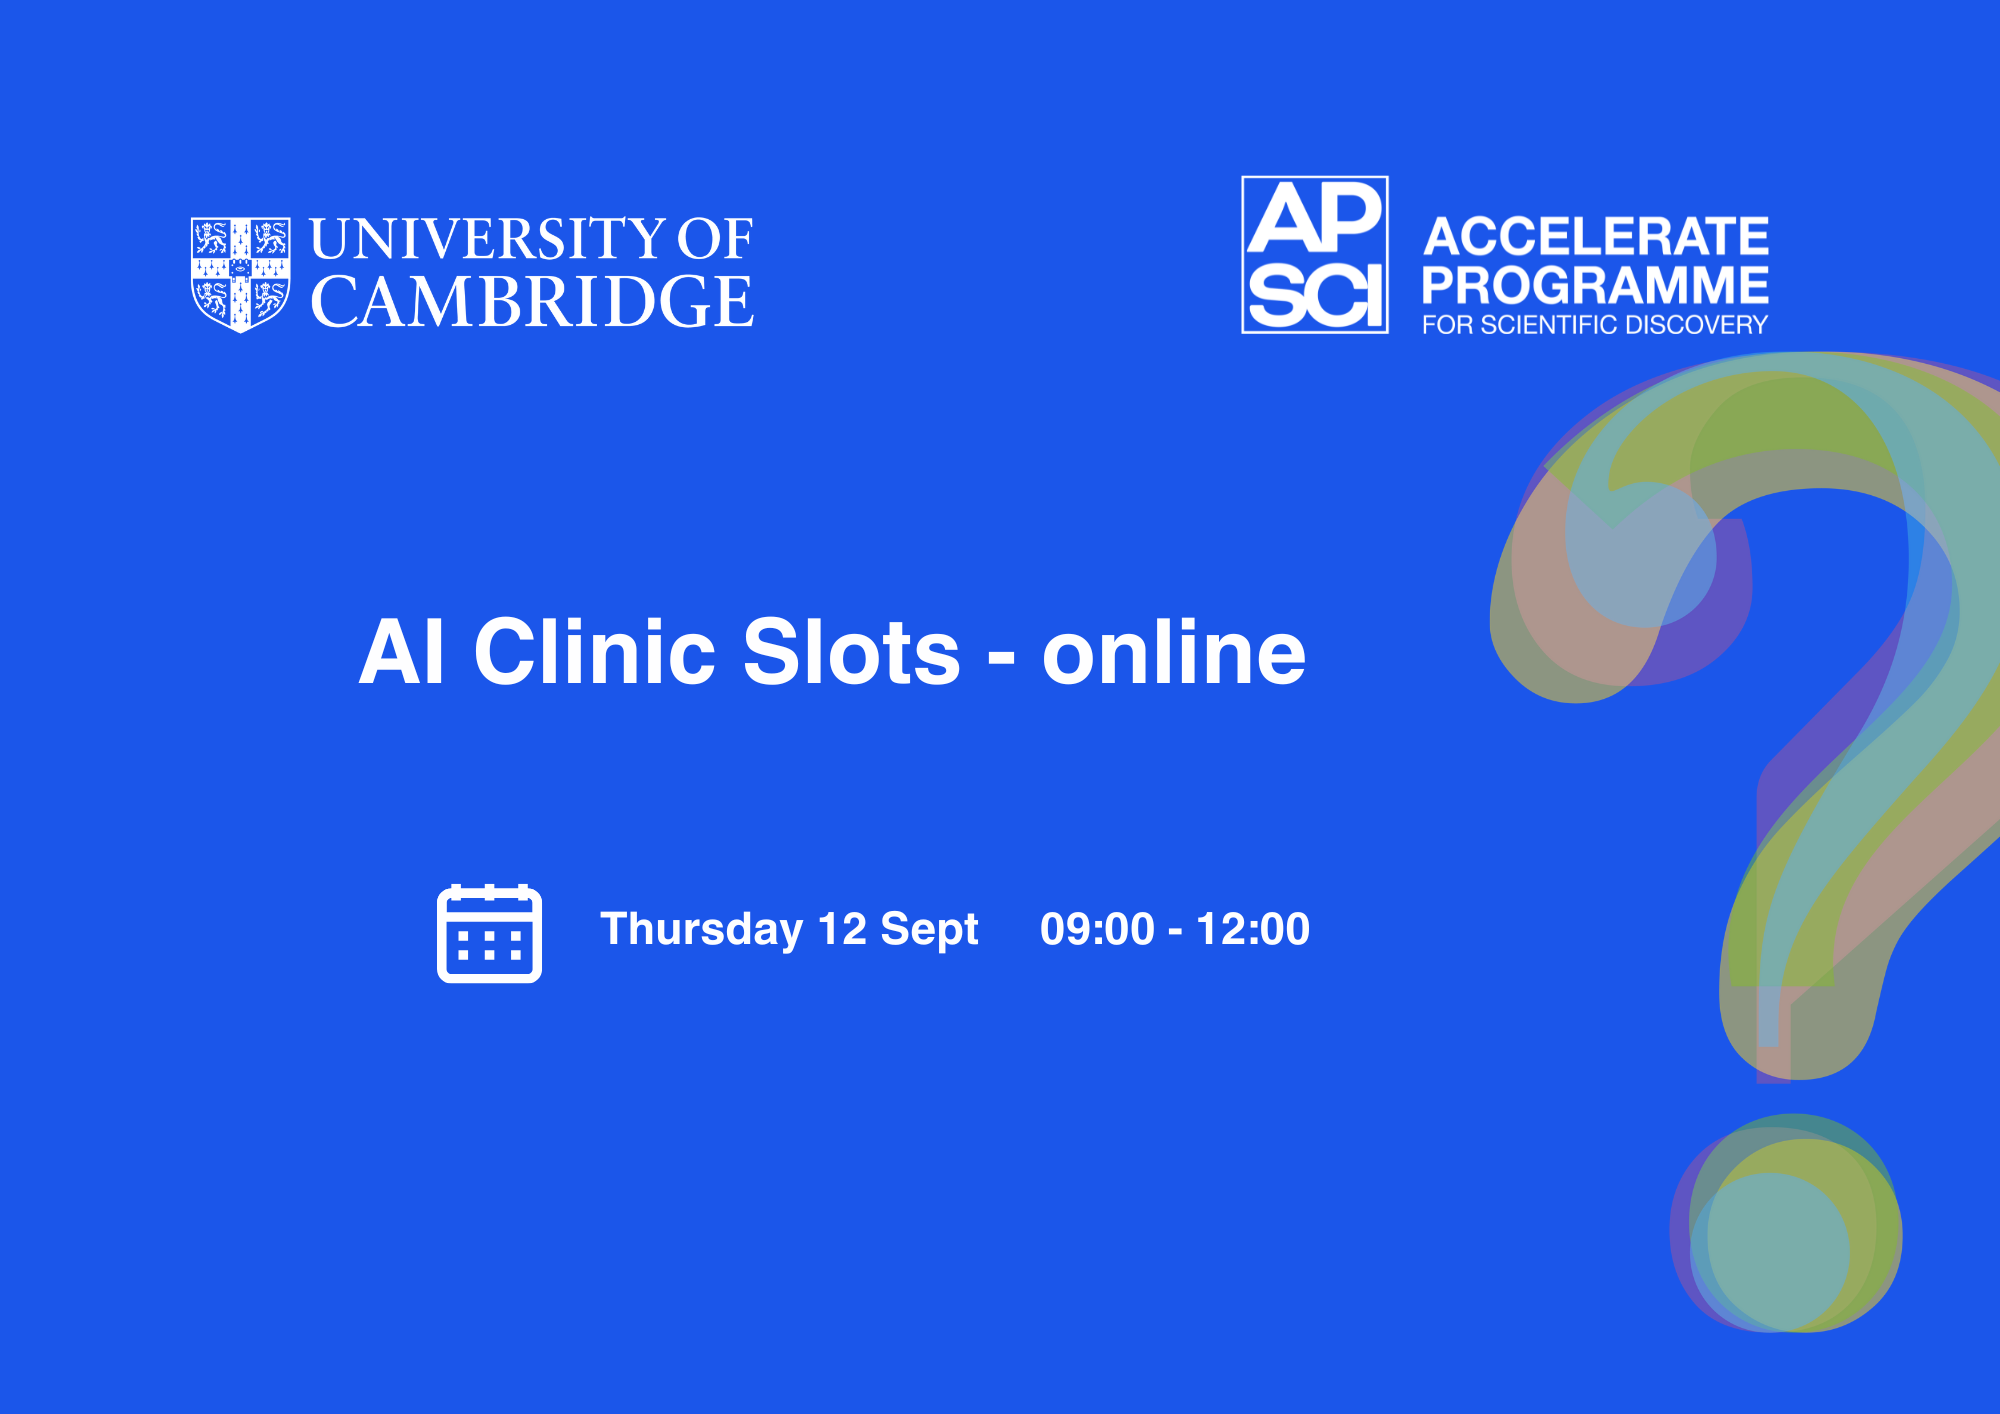 UNIVERSITY OF
CAMBRIDGE
AP
SCI
ACCELERATE
PROGRAMME
FOR SCIENTIFIC DISCOVERY
AI Clinic Slots - online
Thursday 12 Sept 09:00 - 12:00
?